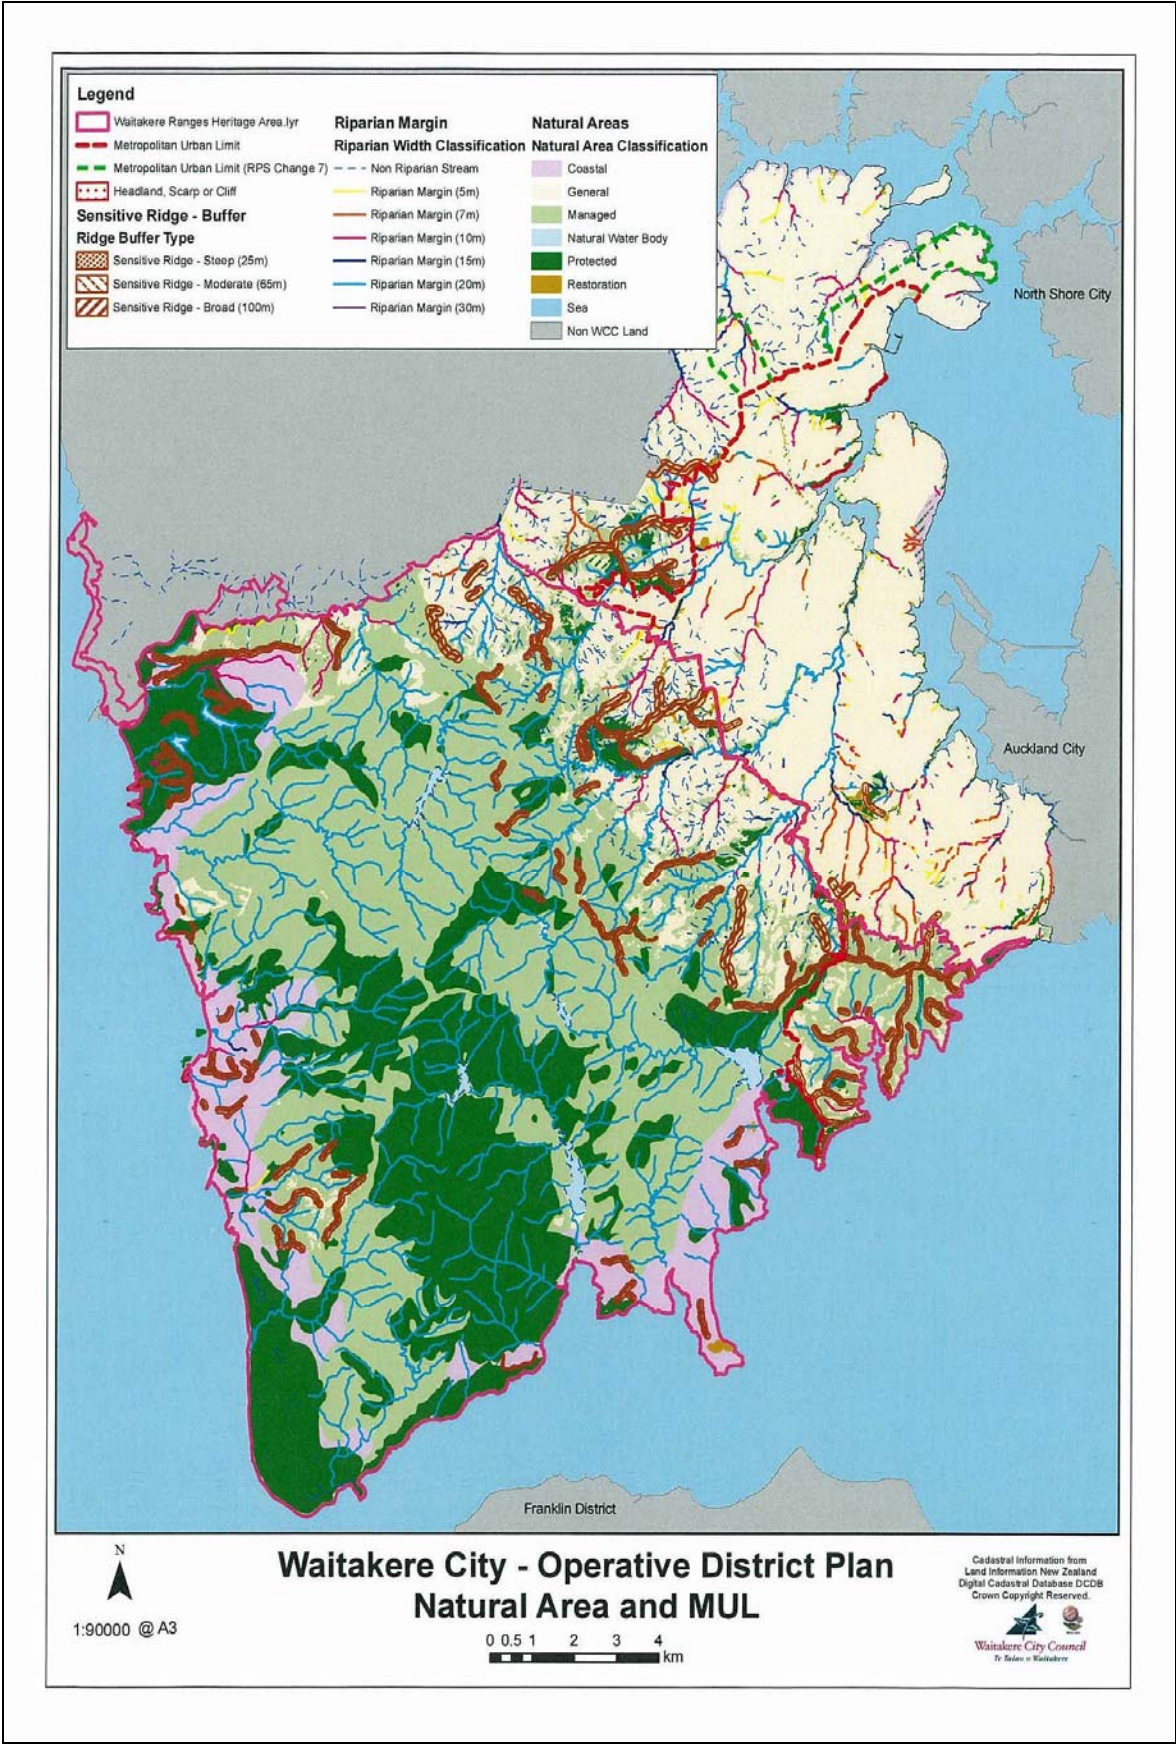 Legend
Waitakere Ranges Heritage Area.lyr
Metropolitan Urban Limit
Metropolitan Urban Limit (RPS Change 7)
Headland, Scarp or Cliff
Sensitive Ridge - Buffer
Ridge Buffer Type
Sensitive Ridge - Steep (25m)
Sensitive Ridge - Moderate (65m)
Sensitive Ridge - Broad (100m)
Riparian Margin
Riparian Width Classification
Non Riparian Stream
Riparian Margin (5m)
Riparian Margin (7m)
Riparian Margin (10m)
Riparian Margin (15m)
Riparian Margin (20m)
Riparian Margin (30m)
Natural Areas
Natural Area Classification
Coastal
General
Managed
Natural Water Body
Protected
Restoration
Sea
Non WCC Land
North Shore City
Auckland City
Franklin District
N
1:90000 @ A3
Waitakere City - Operative District Plan
Natural Area and MUL
0 0.5 1 2 3 4
km
Cadastral Information from
Land Information New Zealand
Digital Cadastral Database DCDB
Crown Copyright Reserved.
Waitakere City Council
Te Taiao o Waitakere